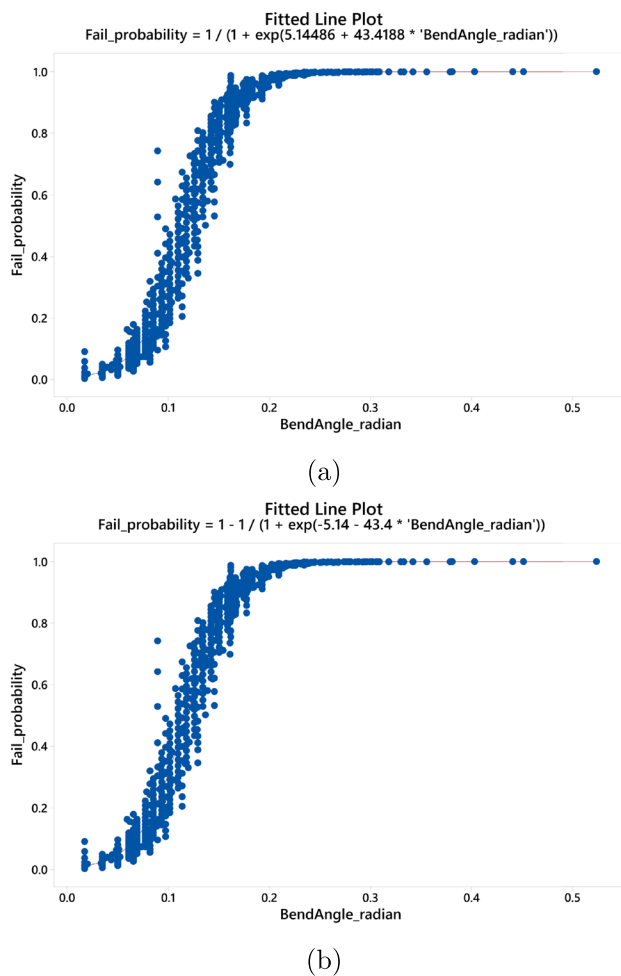 Fitted Line Plot
Fail_probability = 1 / (1 + exp(5.14486 + 43.4188 * 'BendAngle_radian'))
1.0
0.8
0.6
0.4
0.2
0.0
Fail_probability
0.0 0.1 0.2 0.3 0.4 0.5
BendAngle_radian
(a)
Fitted Line Plot
Fail_probability = 1 - 1 / (1 + exp(-5.14 - 43.4 * 'BendAngle_radian'))
1.0
0.8
0.6
0.4
0.2
0.0
Fail_probability
0.0 0.1 0.2 0.3 0.4 0.5
BendAngle_radian
(b)